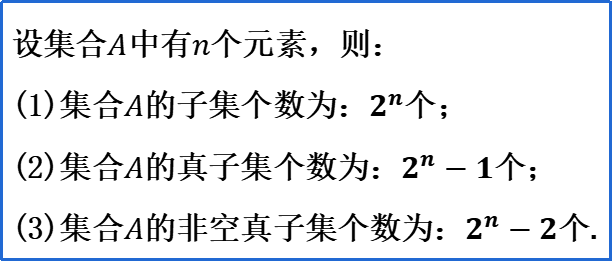 设集合A中有n个元素，则：
(1)集合A的子集个数为：2ⁿ个；
(2)集合A的真子集个数为：2ⁿ − 1个；
(3)集合A的非空真子集个数为：2ⁿ − 2个.